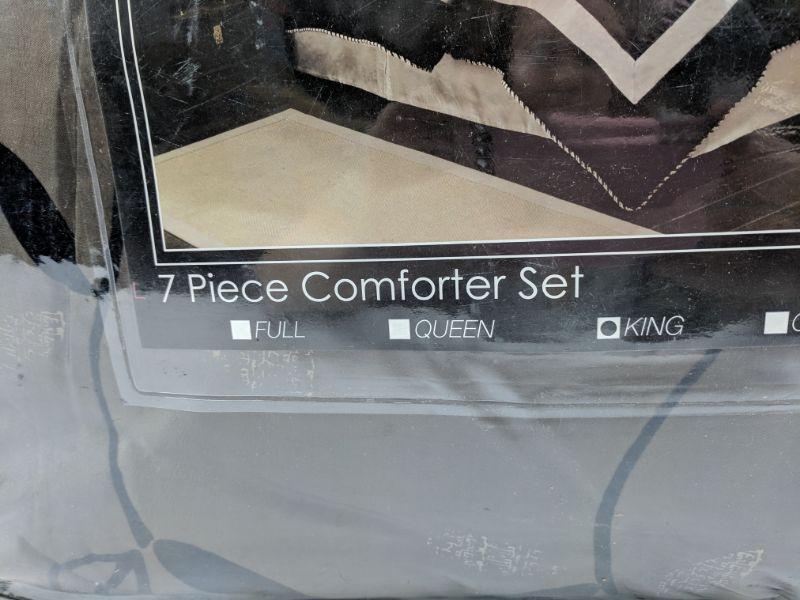 7 Piece Comforter Set
FULL QUEEN KING